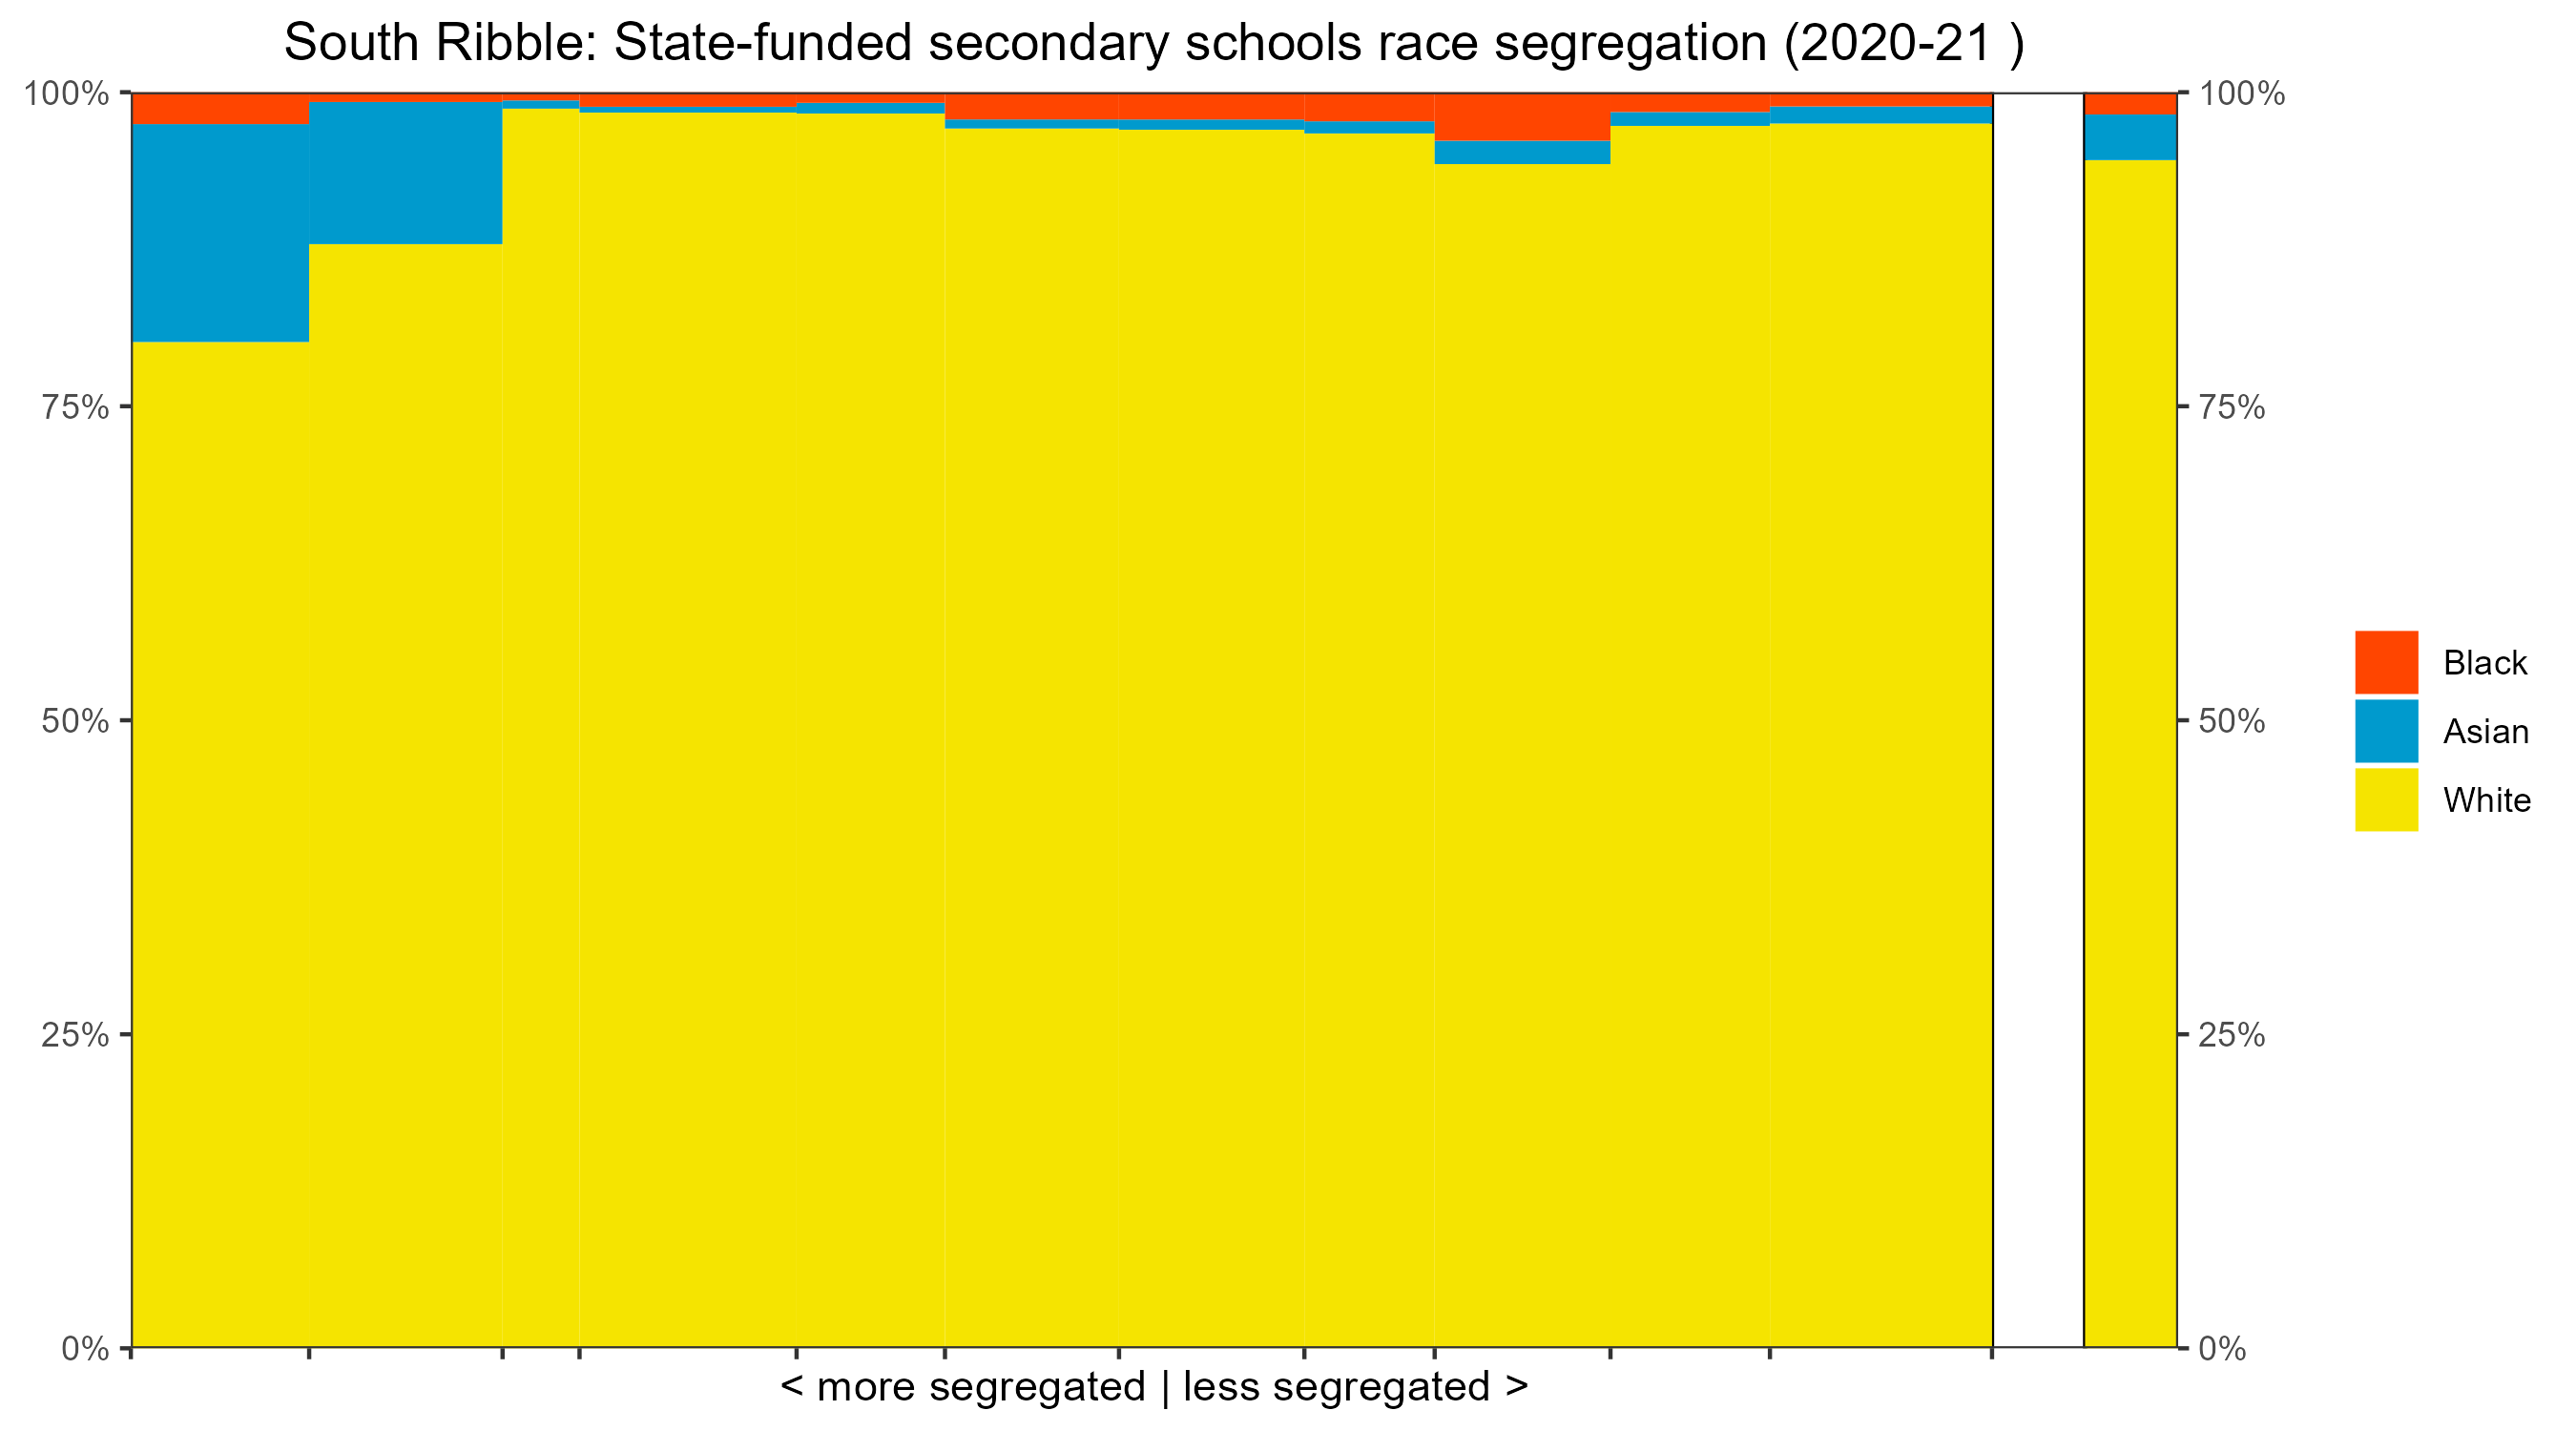 South Ribble: State-funded secondary schools race segregation (2020-21 )
100%
75%
50%
25%
0%
100%
75%
50%
25%
0%
Black
Asian
White
< more segregated | less segregated >